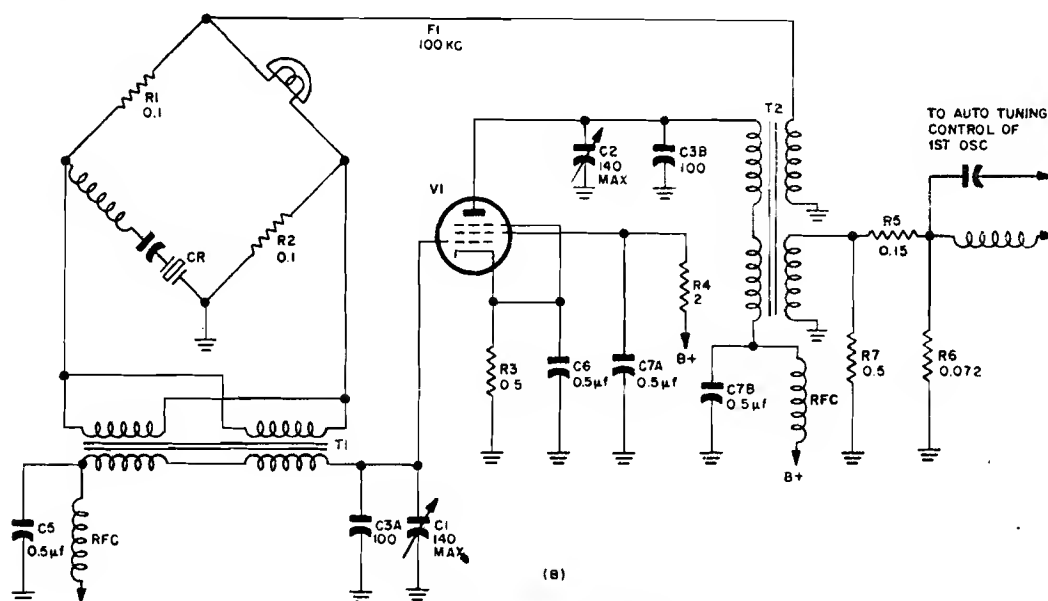 F1
100 KC
R1
0.1
T2
TO AUTO TUNING
CONTROL OF
1ST OSC
C2
140
MAX
C3B
100
V1
R2
0.1
CR
R5
0.15
R4
2
B+
R3
0.5
C6
0.5μf
C7A
0.5μf
R7
0.5
R6
0.072
C7B
0.5μf
RFC
B+
T1
C5
0.5μf
RFC
C3A
100
C1
140
MAX
(B)